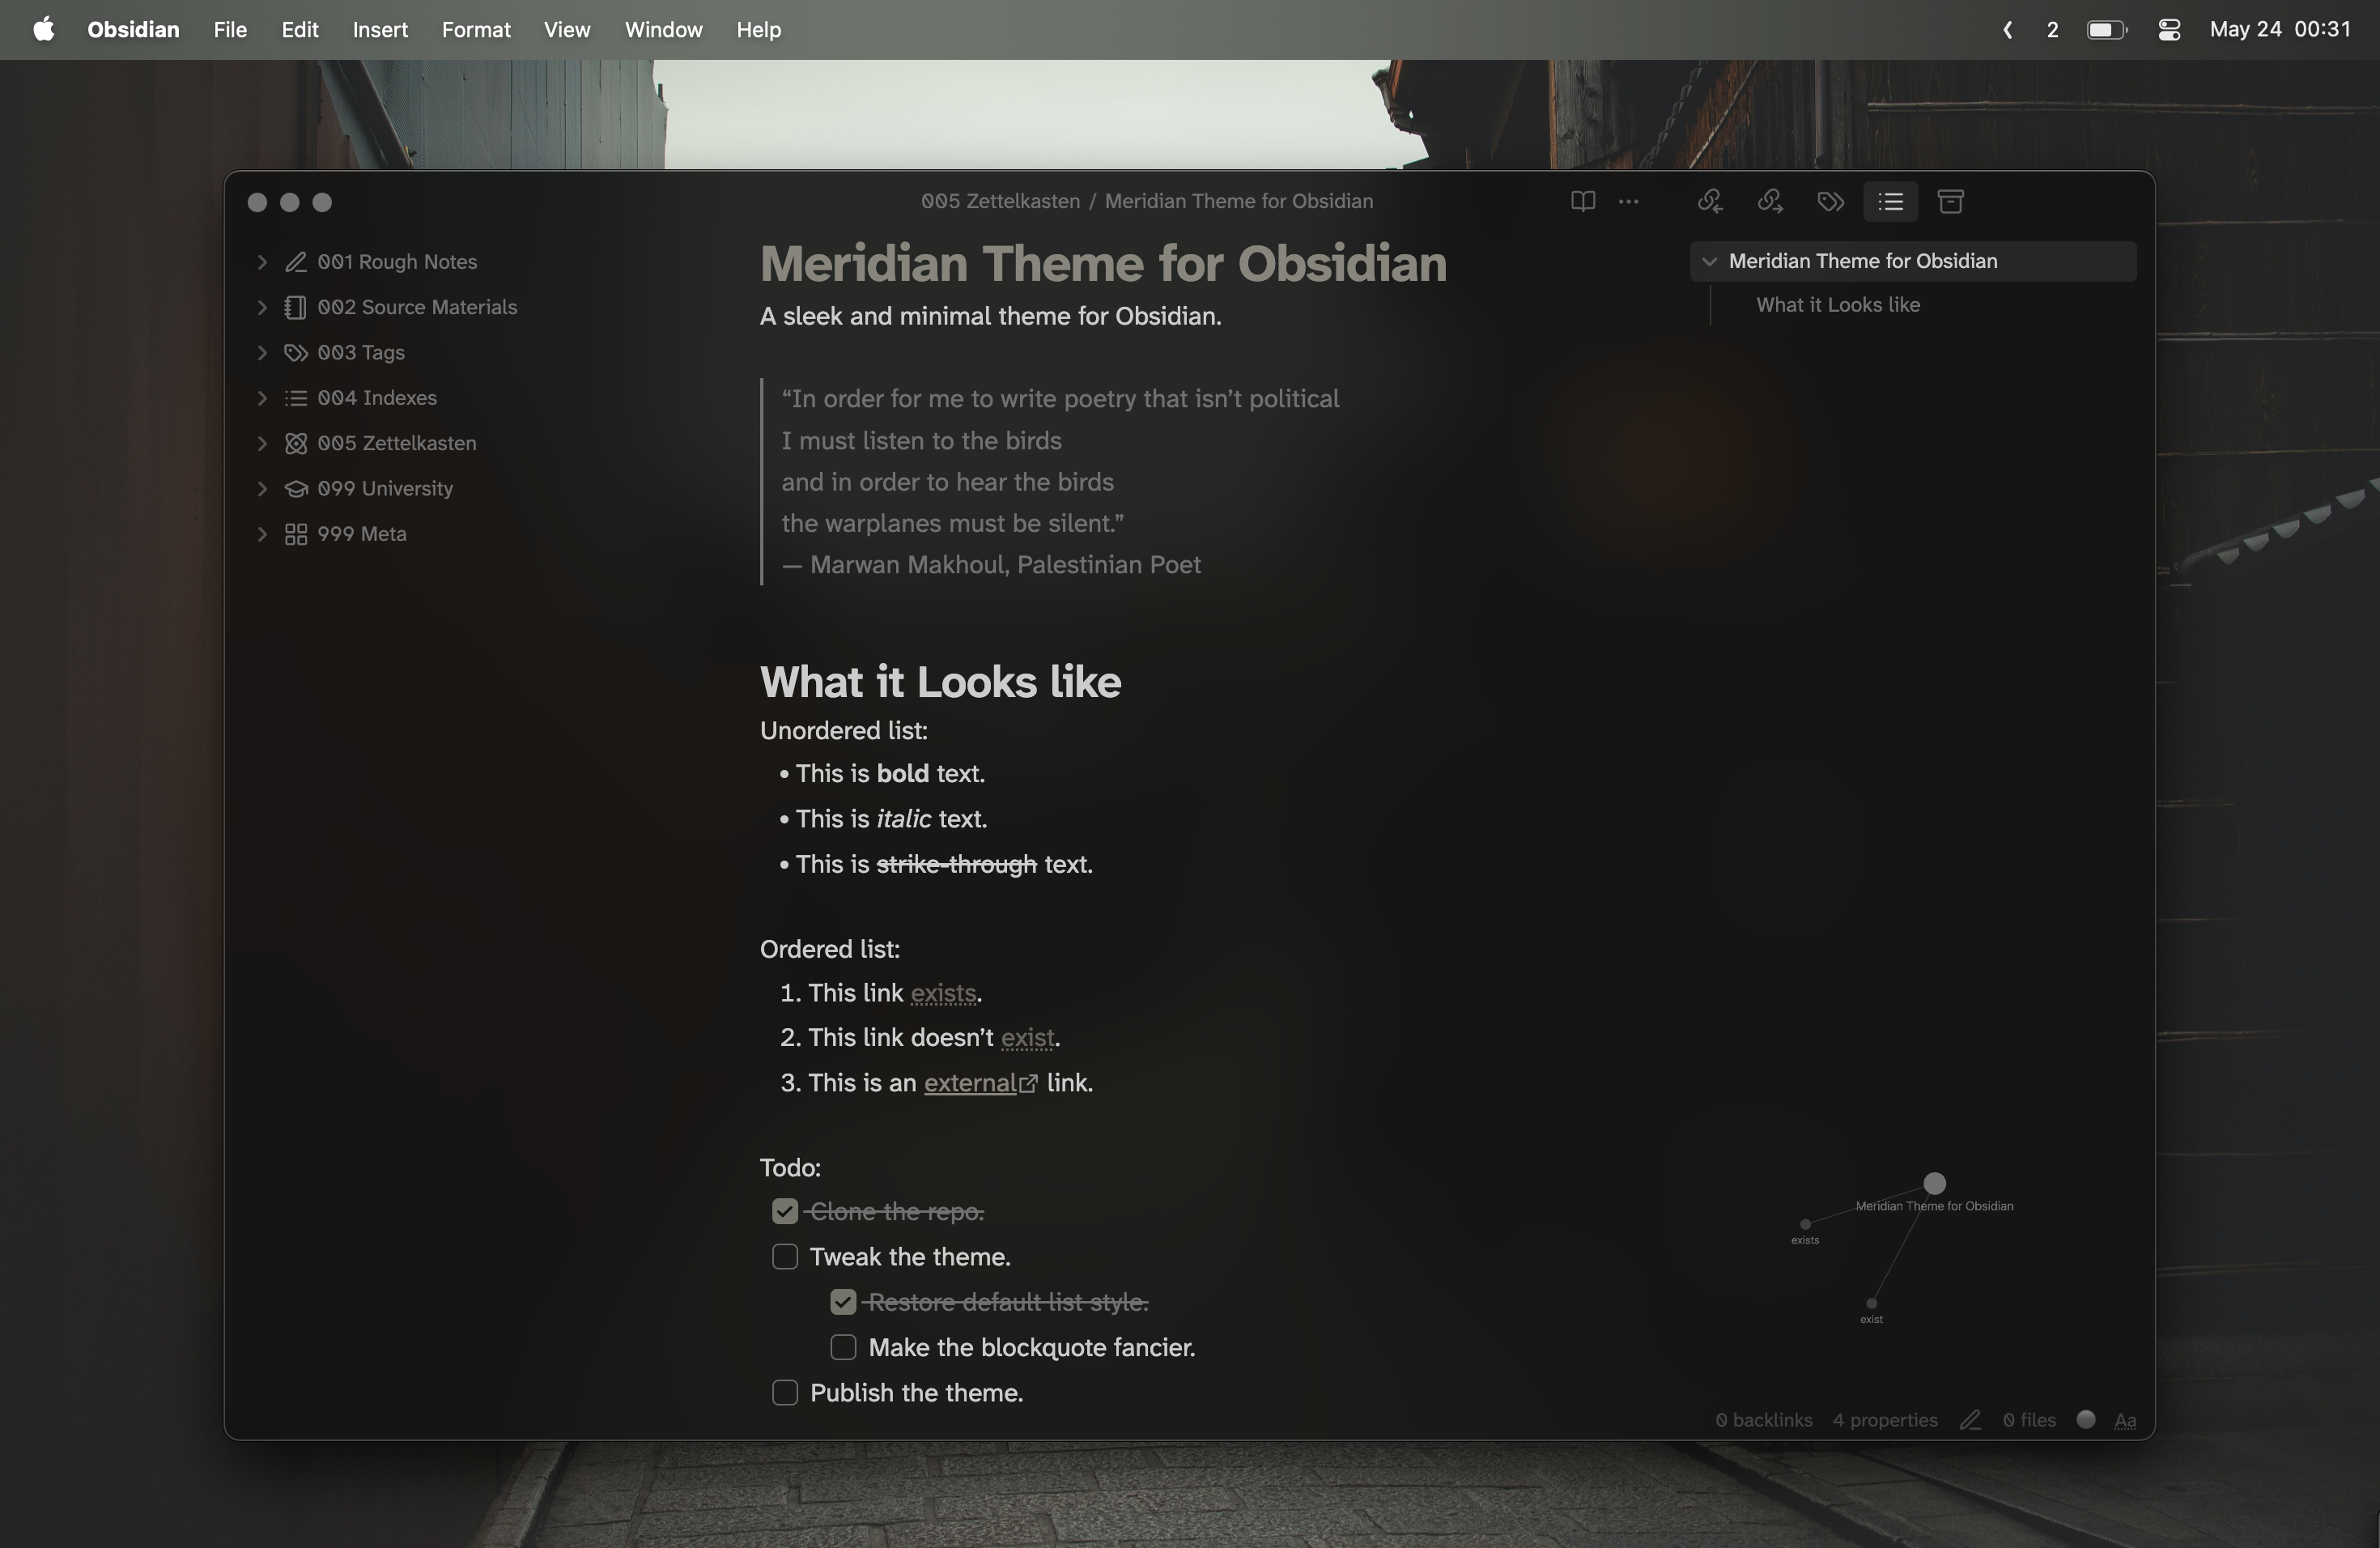 Obsidian File Edit Insert Format View Window Help
2 May 24 00:31
005 Zettelkasten / Meridian Theme for Obsidian
001 Rough Notes
002 Source Materials
003 Tags
004 Indexes
005 Zettelkasten
099 University
999 Meta
Meridian Theme for Obsidian
A sleek and minimal theme for Obsidian.
“In order for me to write poetry that isn’t political
I must listen to the birds
and in order to hear the birds
the warplanes must be silent.”
— Marwan Makhoul, Palestinian Poet
What it Looks like
Unordered list:
• This is bold text.
• This is italic text.
• This is strike-through text.
Ordered list:
1. This link exists.
2. This link doesn’t exist.
3. This is an external link.
Todo:
Clone the repo.
Tweak the theme.
Restore default list style.
Make the blockquote fancier.
Publish the theme.
Meridian Theme for Obsidian
What it Looks like
Meridian Theme for Obsidian
exists
exist
0 backlinks 4 properties 0 files Aa